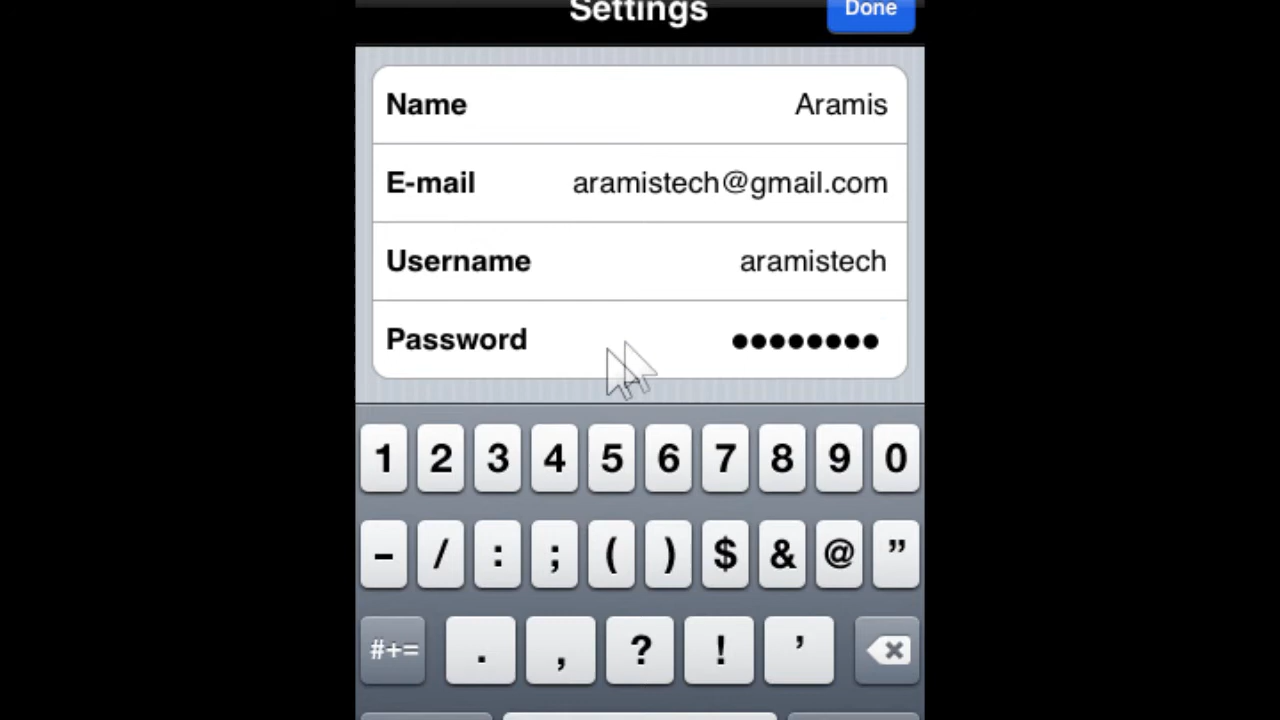 Settings
Done
Name Aramis
E-mail aramistech@gmail.com
Username aramistech
Password ●●●●●●●●
1 2 3 4 5 6 7 8 9 0
- / : ; ( ) $ & @ ”
#+= . , ? ! ’